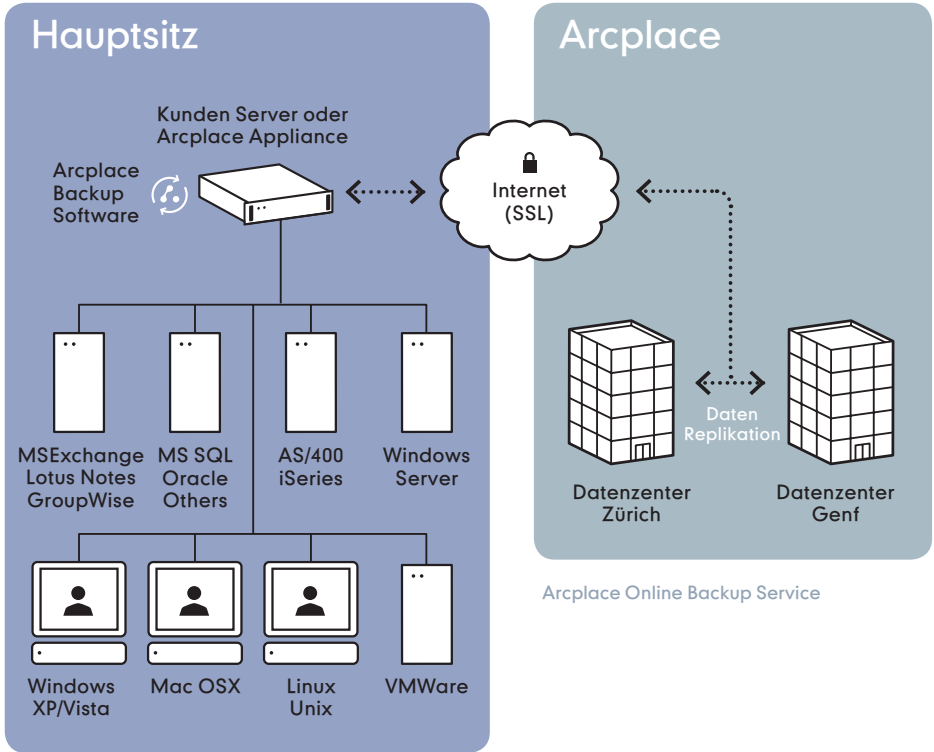 Hauptsitz
Kunden Server oder
Arcplace Appliance
Arcplace
Backup
Software
MSExchange
Lotus Notes
GroupWise
MS SQL
Oracle
Others
AS/400
iSeries
Windows
Server
Windows
XP/Vista
Mac OSX
Linux
Unix
VMWare
Internet
(SSL)
Arcplace
Daten
Replikation
Datenzenter
Zürich
Datenzenter
Genf
Arcplace Online Backup Service